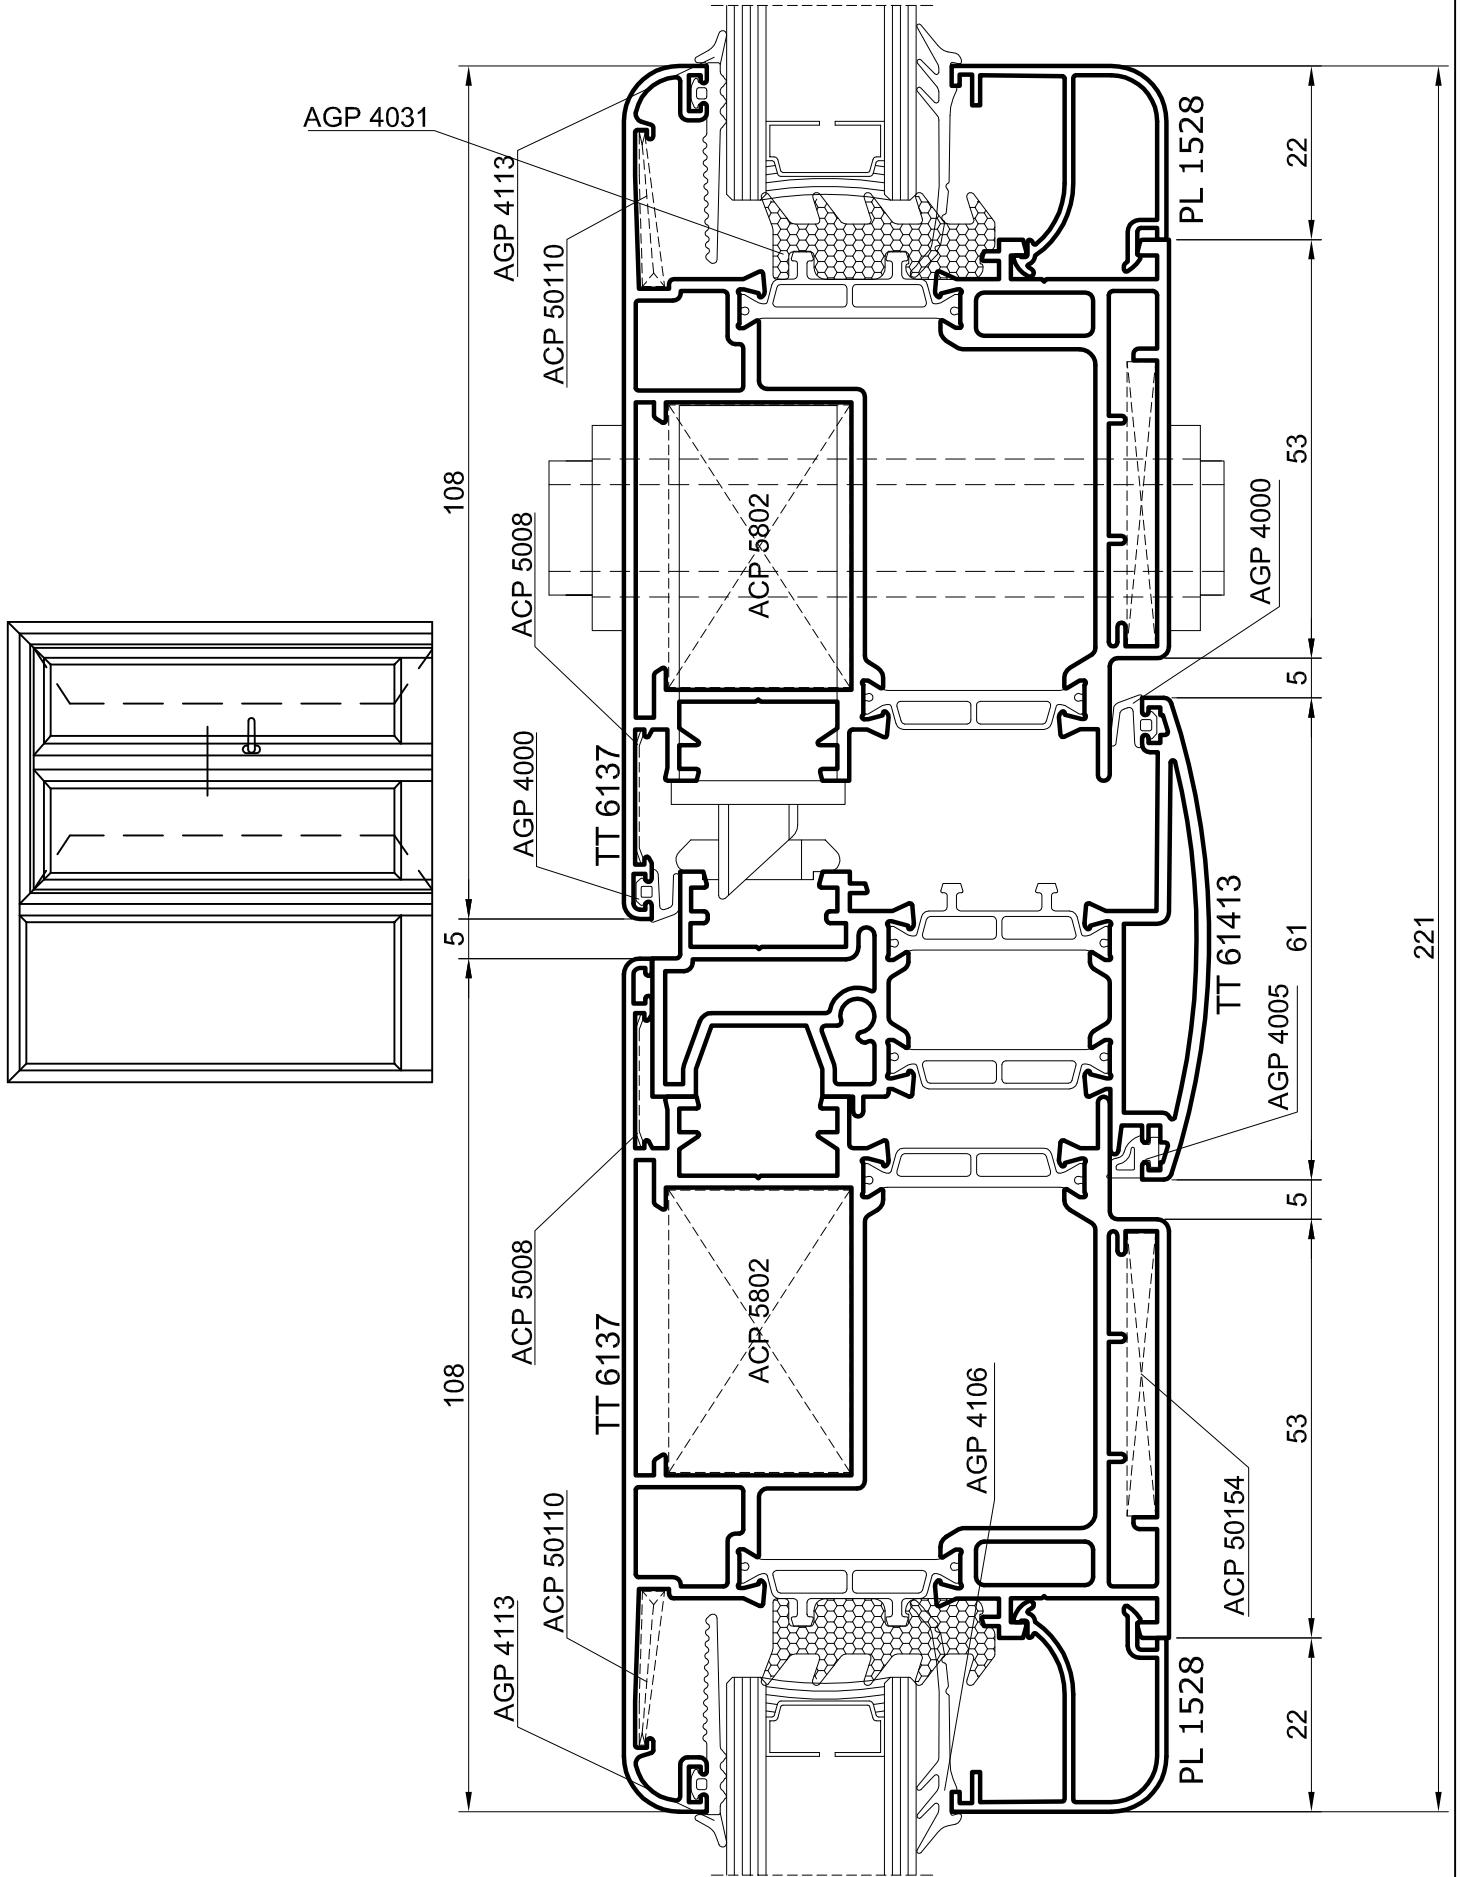 AGP 4031
AGP 4113
ACP 50110
PL 1528
22
108
53
ACP 5008
ACP 5802
AGP 4000
5
TT 6137
AGP 4000
5
61
TT 61413
221
AGP 4005
5
ACP 5008
TT 6137
ACP 5802
108
AGP 4106
53
ACP 50154
ACP 50110
AGP 4113
PL 1528
22